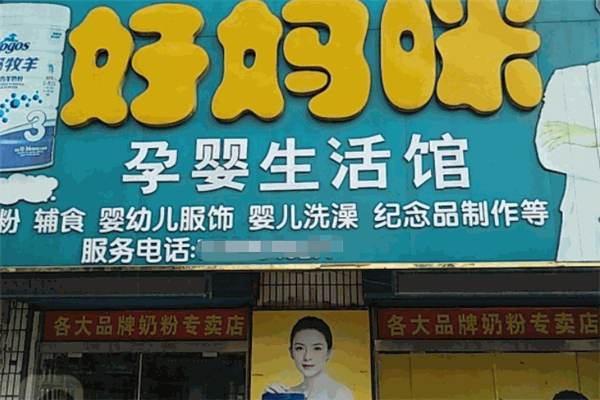 好妈咪
牧羊
3
孕婴生活馆
粉 辅食 婴幼儿服饰 婴儿洗澡 纪念品制作等
服务电话:
各大品牌奶粉专卖店
各大品牌奶粉专卖店